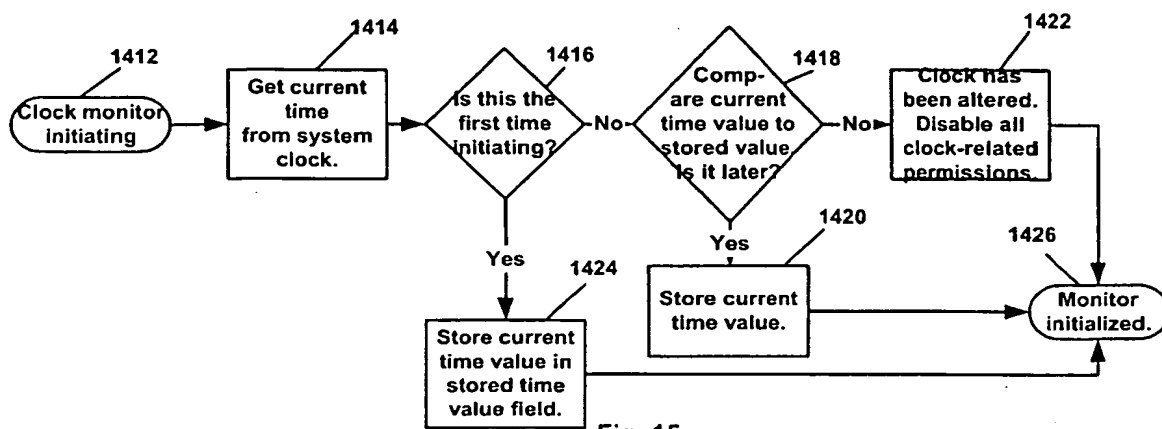 1412
Clock monitor
initiating
1414
Get current
time
from system
clock.
1416
Is this the
first time
initiating?
No
Yes
1418
Comp-
are current
time value to
stored value.
Is it later?
No
Yes
1422
Clock has
been altered.
Disable all
clock-related
permissions.
1420
Store current
time value.
1424
Store current
time value in
stored time
value field.
1426
Monitor
initialized.